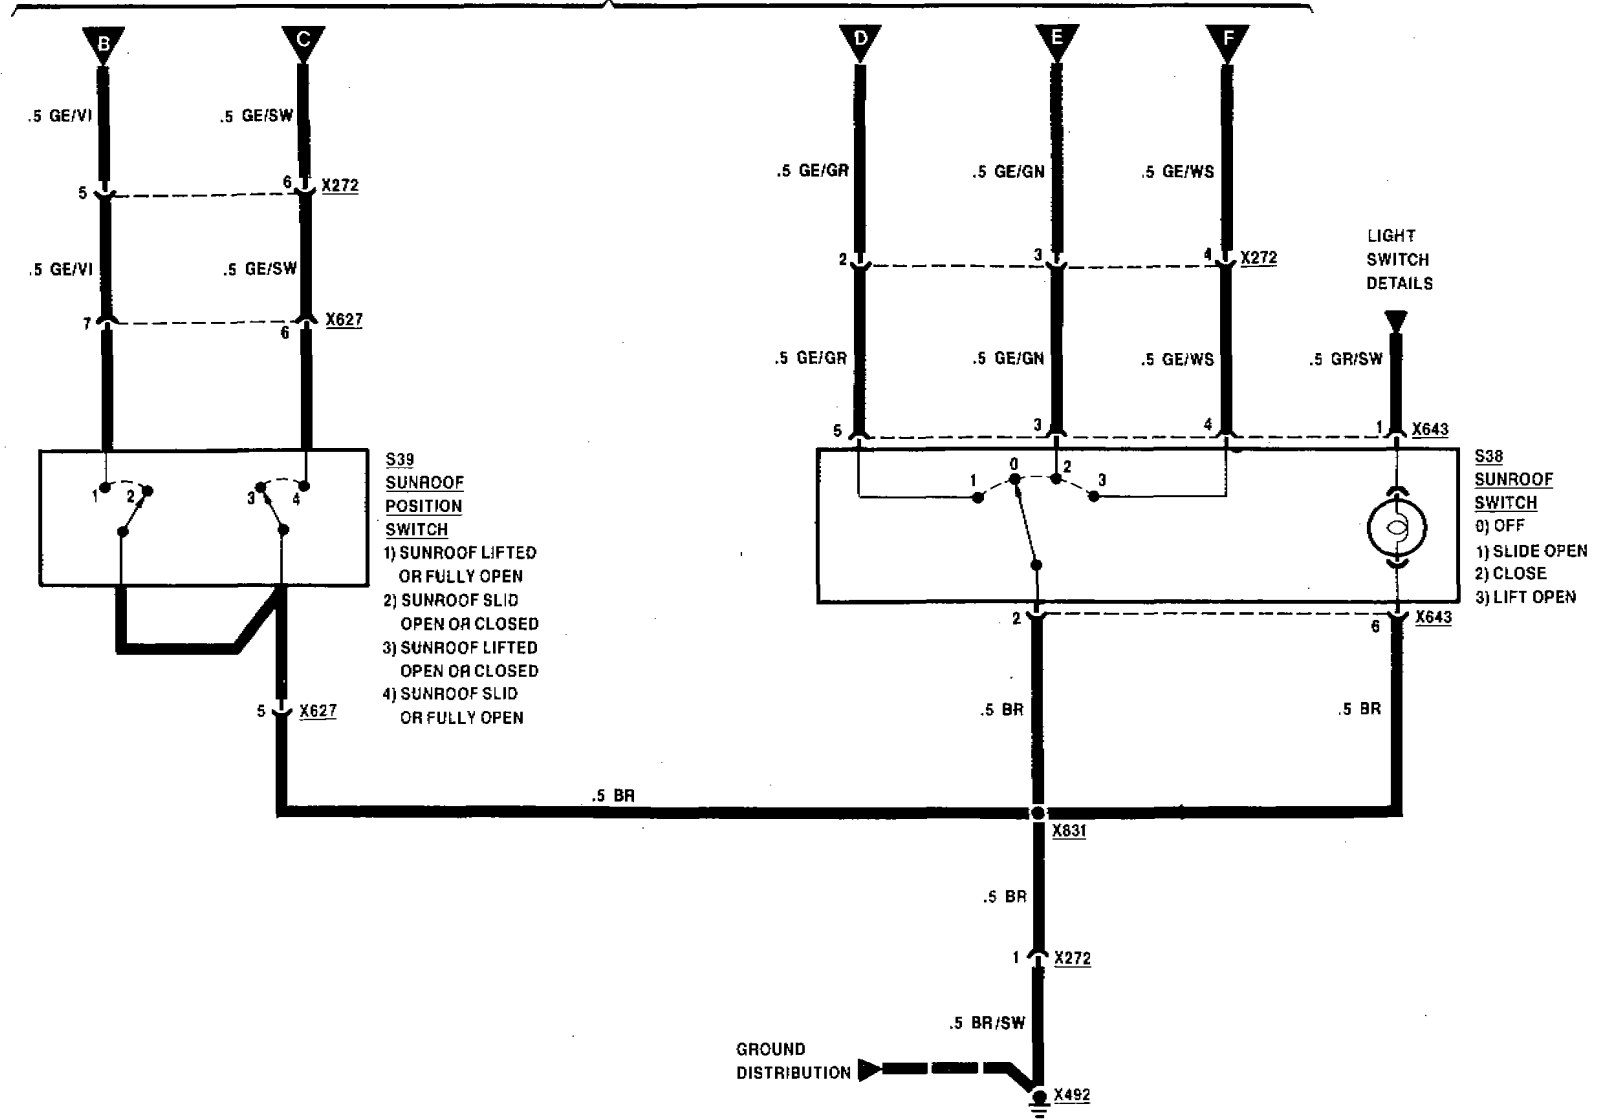 B C D E F
.5 GE/VI .5 GE/SW
.5 GE/GR .5 GE/GN .5 GE/WS
5 6 X272
LIGHT
SWITCH
DETAILS
2 3 4 X272
.5 GE/VI .5 GE/SW
7 6 X627
.5 GE/GR .5 GE/GN .5 GE/WS .5 GR/SW
5 3 4 1 X643
1 2 3 4
S39
SUNROOF
POSITION
SWITCH
1) SUNROOF LIFTED
OR FULLY OPEN
2) SUNROOF SLID
OPEN OR CLOSED
3) SUNROOF LIFTED
OPEN OR CLOSED
4) SUNROOF SLID
OR FULLY OPEN
1 0 2 3
S38
SUNROOF
SWITCH
0) OFF
1) SLIDE OPEN
2) CLOSE
3) LIFT OPEN
2 6 X643
5 X627
.5 BR .5 BR
.5 BR
X831
.5 BR
1 X272
.5 BR/SW
GROUND
DISTRIBUTION
X492